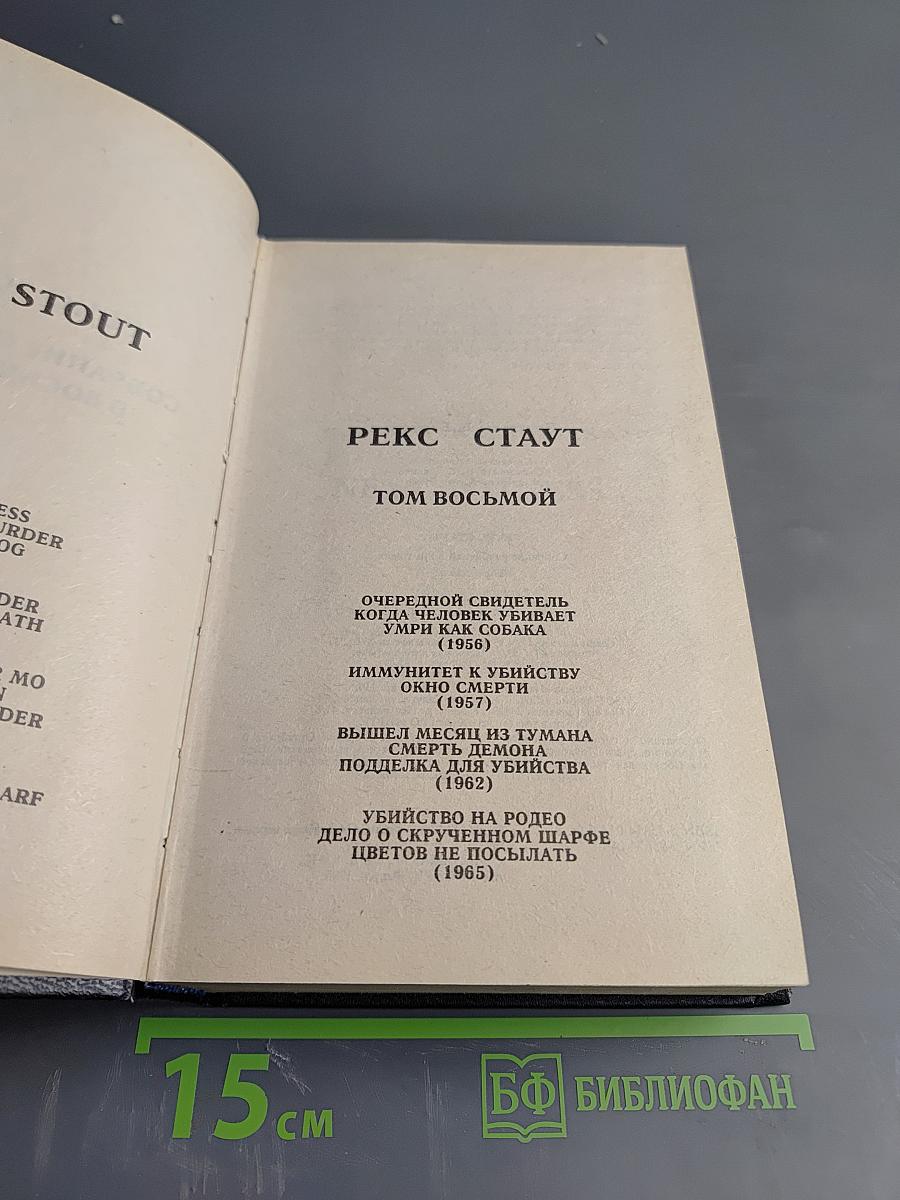 STOUT
ESS
URDER
OG
DER
ATH
R MO
N
DER
ARF
РЕКС СТАУТ
ТОМ ВОСЬМОЙ
ОЧЕРЕДНОЙ СВИДЕТЕЛЬ
КОГДА ЧЕЛОВЕК УБИВАЕТ
УМРИ КАК СОБАКА
(1956)
ИММУНИТЕТ К УБИЙСТВУ
ОКНО СМЕРТИ
(1957)
ВЫШЕЛ МЕСЯЦ ИЗ ТУМАНА
СМЕРТЬ ДЕМОНА
ПОДДЕЛКА ДЛЯ УБИЙСТВА
(1962)
УБИЙСТВО НА РОДЕО
ДЕЛО О СКРУЧЕННОМ ШАРФЕ
ЦВЕТОВ НЕ ПОСЫЛАТЬ
(1965)
15 СМ
БФ БИБЛИОФАН